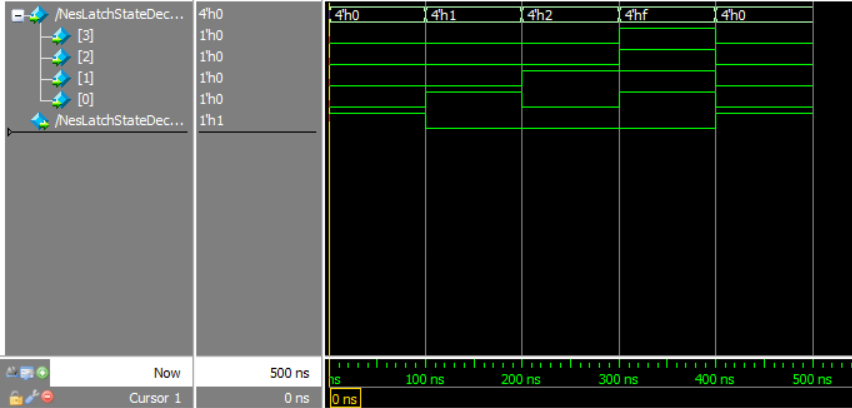 /NesLatchStateDec... 4'h0 4'h0 4'h1 4'h2 4'hf 4'h0
[3] 1'h0
[2] 1'h0
[1] 1'h0
[0] 1'h0
/NesLatchStateDec... 1'h1
Now 500 ns ns 100 ns 200 ns 300 ns 400 ns 500 ns
Cursor 1 0 ns 0 ns